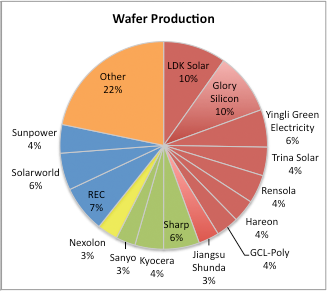 Wafer Production
LDK Solar
10%
Glory
Silicon
10%
Yingli Green
Electricity
6%
Trina Solar
4%
Rensola
4%
Hareon
4%
GCL-Poly
4%
Jiangsu
Shunda
3%
Sharp
6%
Kyocera
4%
Sanyo
3%
Nexolon
3%
REC
7%
Solarworld
6%
Sunpower
4%
Other
22%